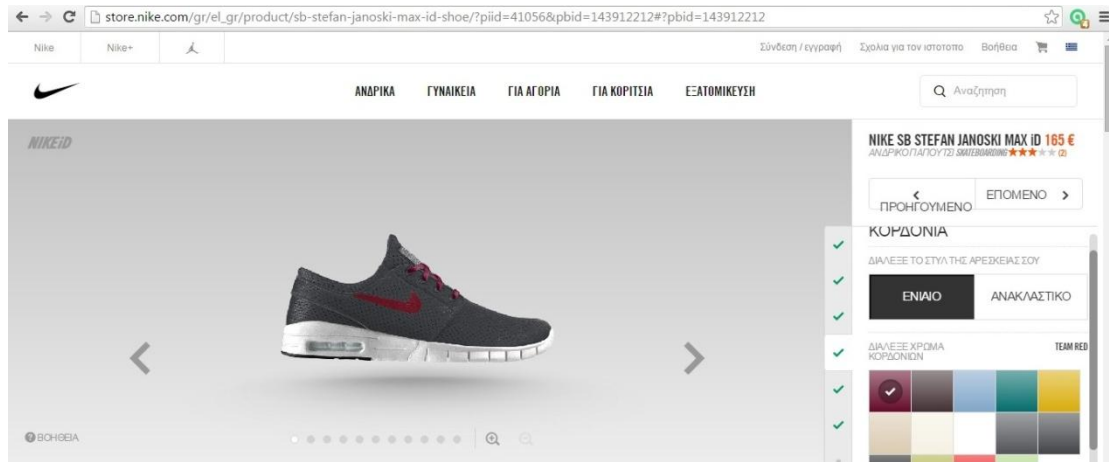 store.nike.com/gr/el_gr/product/sb-stefan-janoski-max-id-shoe/?piid=41056&pbid=143912212#?pbid=143912212
Nike Nike+ Σύνδεση / εγγραφή Σχολια για τον ιστοτοπο Βοήθεια
ΑΝΔΡΙΚΑ ΓΥΝΑΙΚΕΙΑ ΓΙΑ ΑΓΟΡΙΑ ΓΙΑ ΚΟΡΙΤΣΙΑ ΕΞΑΤΟΜΙΚΕΥΣΗ Αναζητηση
NIKEiD
NIKE SB STEFAN JANOSKI MAX iD 165 €
ΑΝΔΡΙΚΟ ΠΑΠΟΥΤΣΙ SKATEBOARDING (2)
ΠΡΟΗΓΟΥΜΕΝΟ ΕΠΟΜΕΝΟ
ΚΟΡΔΟΝΙΑ
ΔΙΑΛΕΞΕ ΤΟ ΣΤΥΛ ΤΗΣ ΑΡΕΣΚΕΙΑΣ ΣΟΥ
ΕΝΙΑΙΟ ΑΝΑΚΛΑΣΤΙΚΟ
ΔΙΑΛΕΞΕ ΧΡΩΜΑ TEAM RED
ΚΟΡΔΟΝΙΩΝ
ΒΟΗΘΕΙΑ